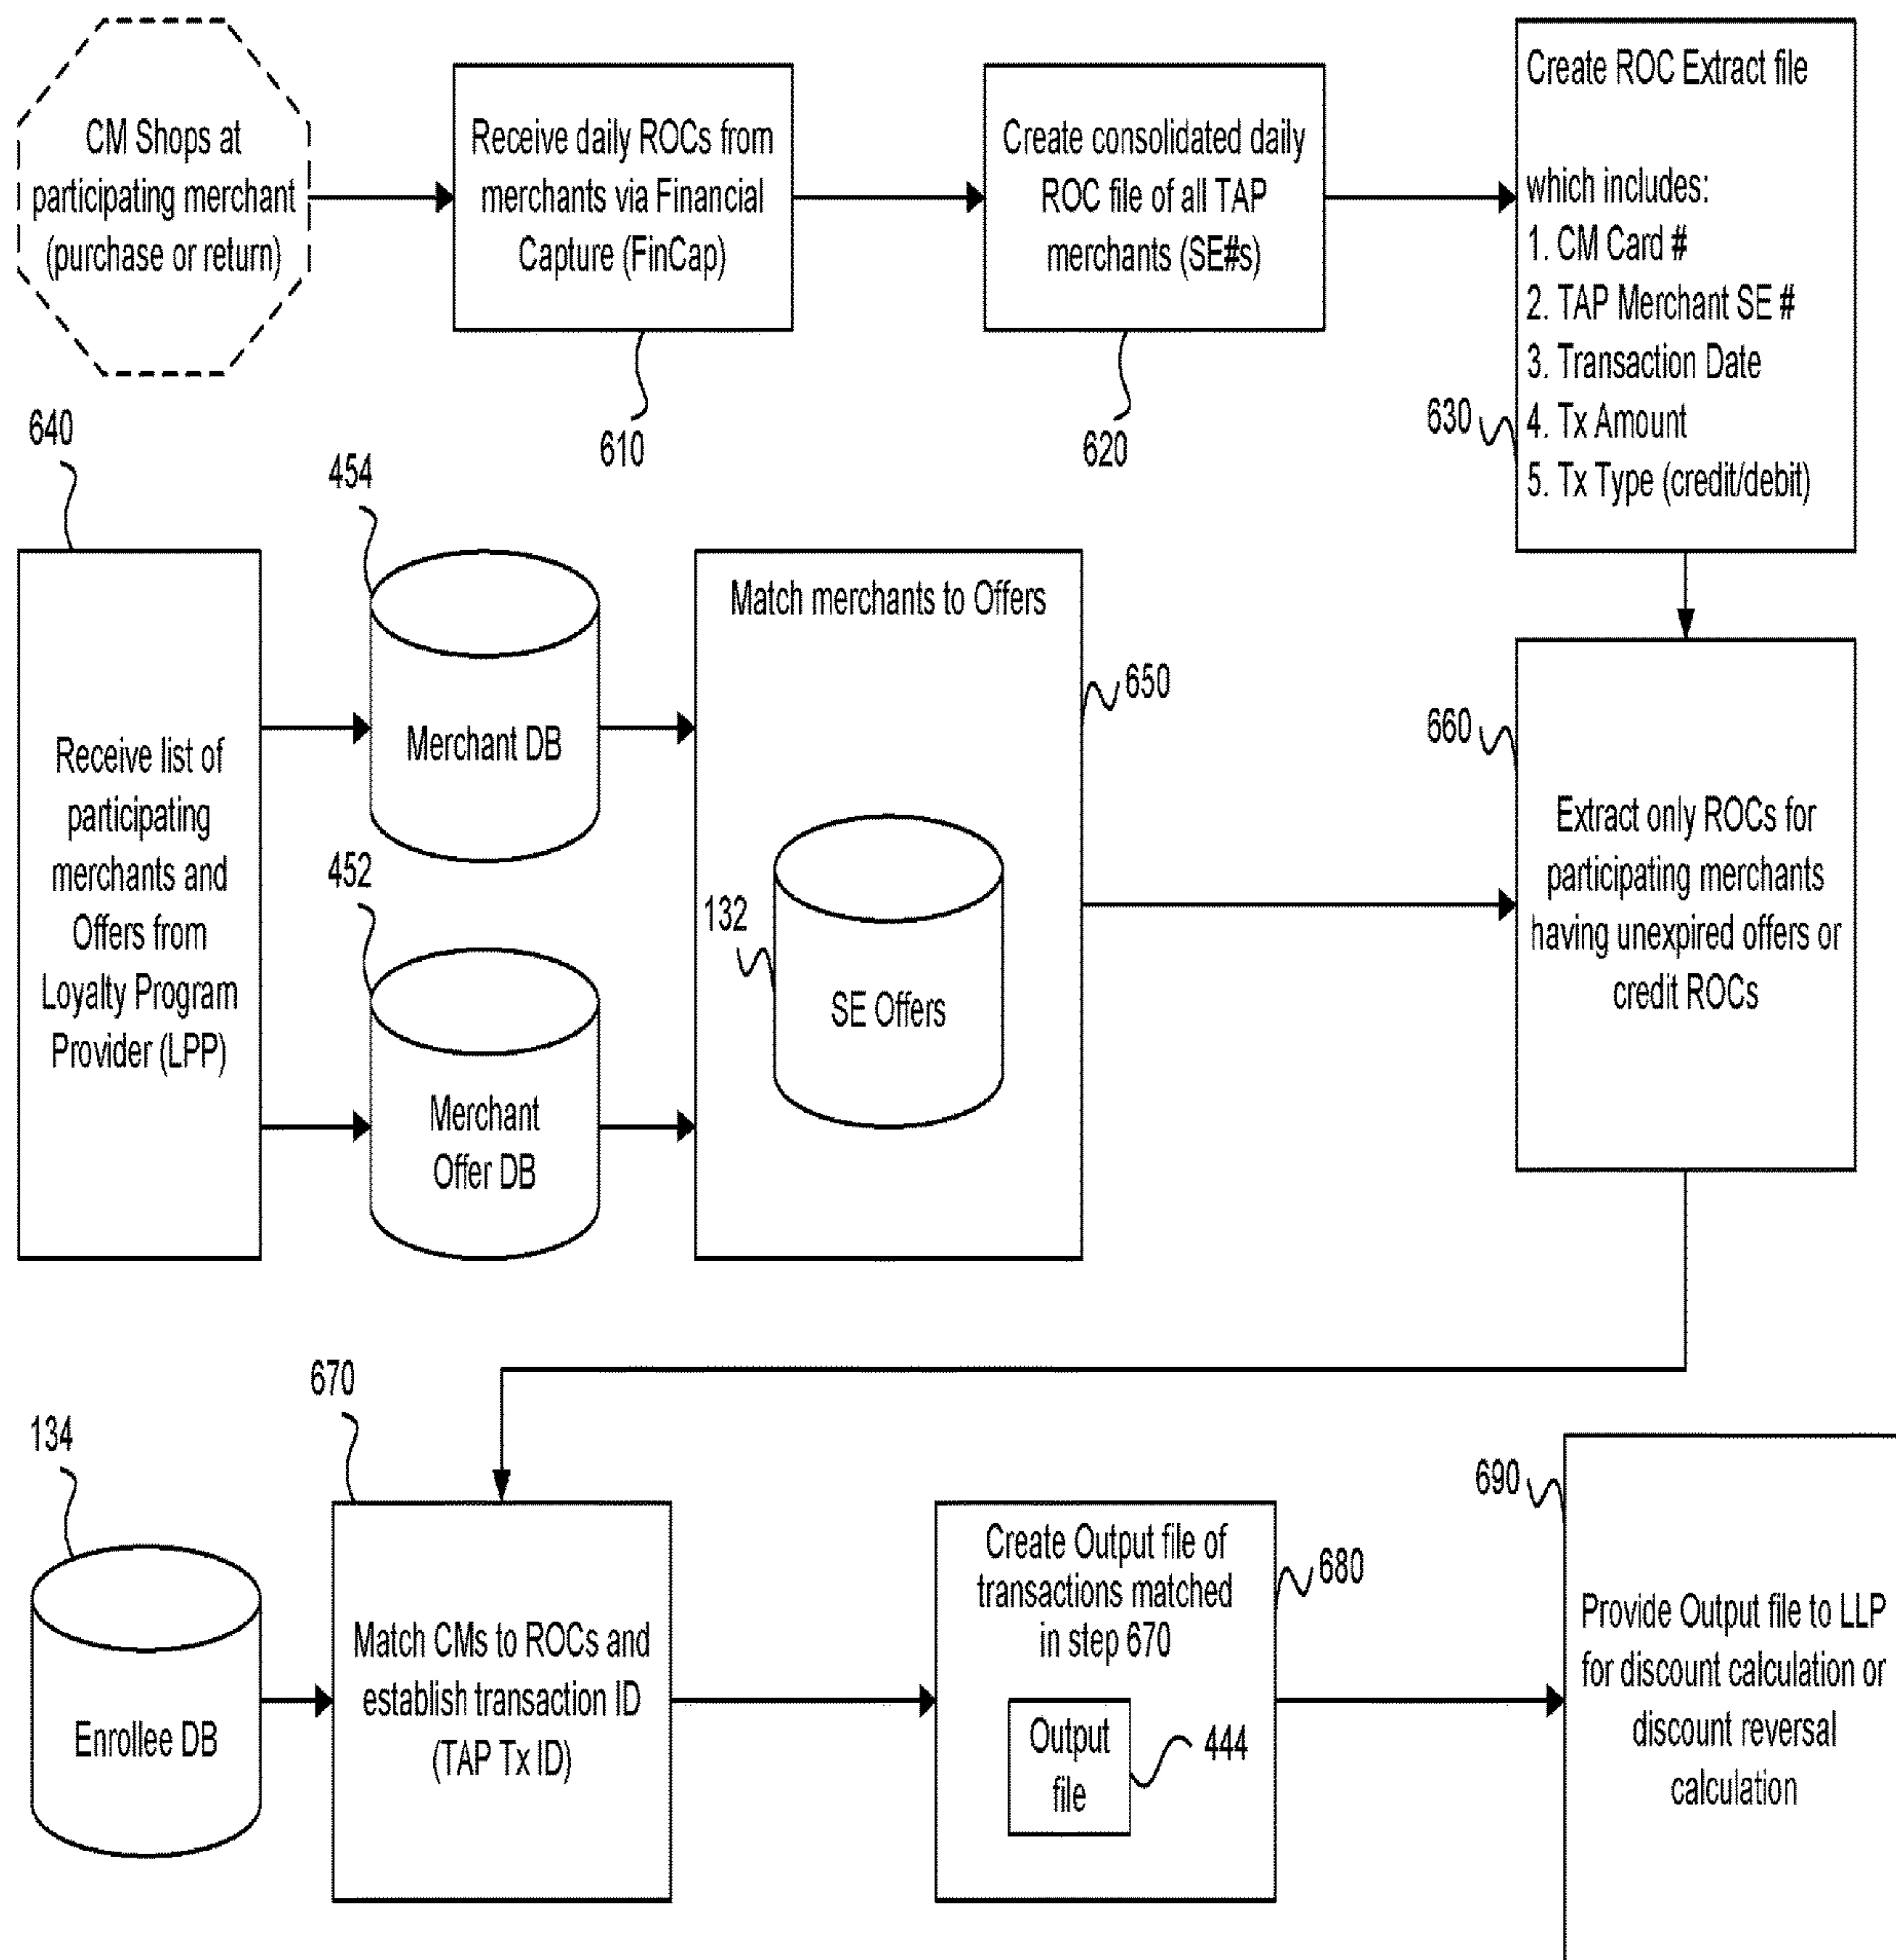 CM Shops at
participating merchant
(purchase or return)
Receive daily ROCs from
merchants via Financial
Capture (FinCap)
610
Create consolidated daily
ROC file of all TAP
merchants (SE#s)
620
Create ROC Extract file
which includes:
1. CM Card #
2. TAP Merchant SE #
3. Transaction Date
4. Tx Amount
5. Tx Type (credit/debit)
630
640
Receive list of
participating
merchants and
Offers from
Loyalty Program
Provider (LPP)
454
Merchant DB
452
Merchant
Offer DB
Match merchants to Offers
650
132
SE Offers
660
Extract only ROCs for
participating merchants
having unexpired offers or
credit ROCs
134
Enrollee DB
670
Match CMs to ROCs and
establish transaction ID
(TAP Tx ID)
Create Output file of
transactions matched
in step 670
680
Output
file
444
690
Provide Output file to LLP
for discount calculation or
discount reversal
calculation